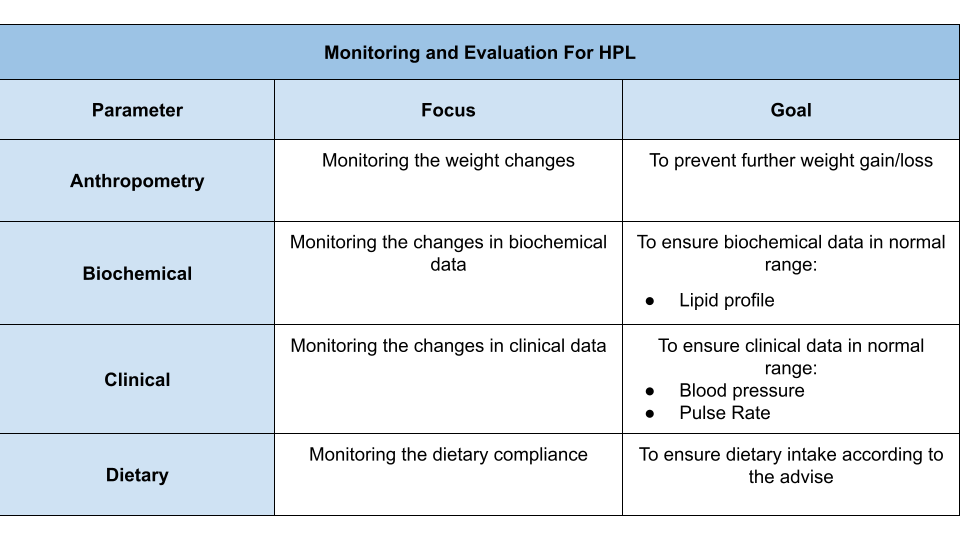 Monitoring and Evaluation For HPL
Parameter
Focus
Goal
Anthropometry
Monitoring the weight changes
To prevent further weight gain/loss
Biochemical
Monitoring the changes in biochemical
data
To ensure biochemical data in normal
range:
● Lipid profile
Clinical
Monitoring the changes in clinical data
To ensure clinical data in normal
range:
● Blood pressure
● Pulse Rate
Dietary
Monitoring the dietary compliance
To ensure dietary intake according to
the advise